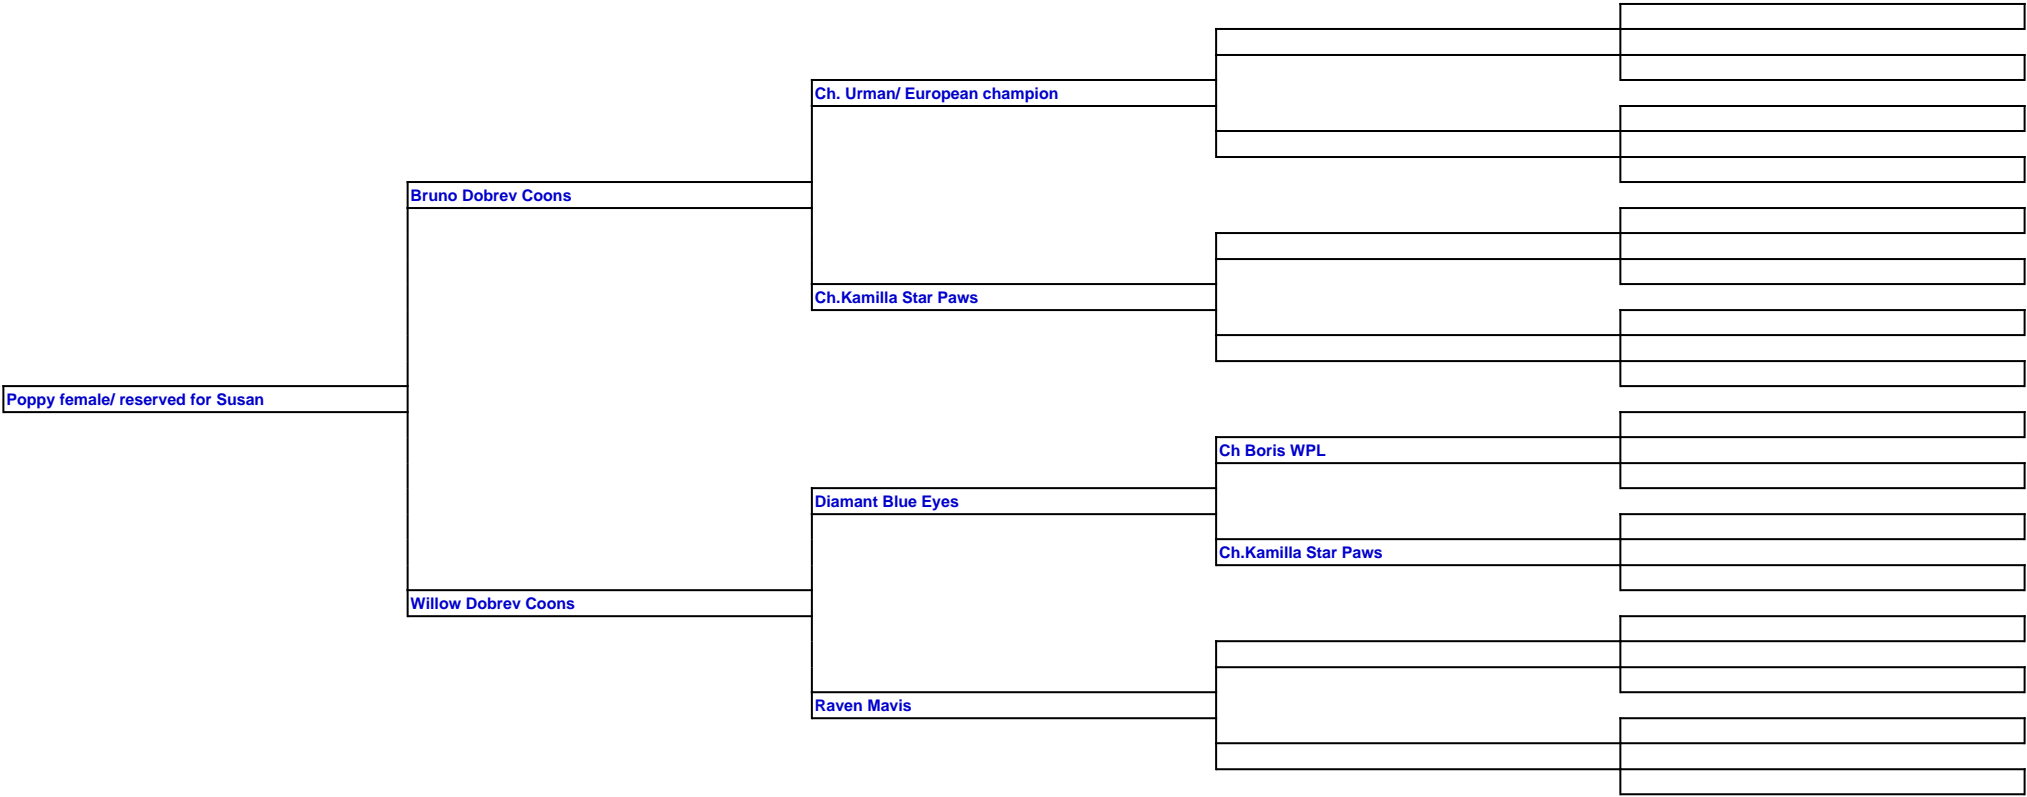 Ch. Urman/ European champion
Bruno Dobrev Coons
Ch.Kamilla Star Paws
Poppy female/ reserved for Susan
Ch Boris WPL
Diamant Blue Eyes
Ch.Kamilla Star Paws
Willow Dobrev Coons
Raven Mavis